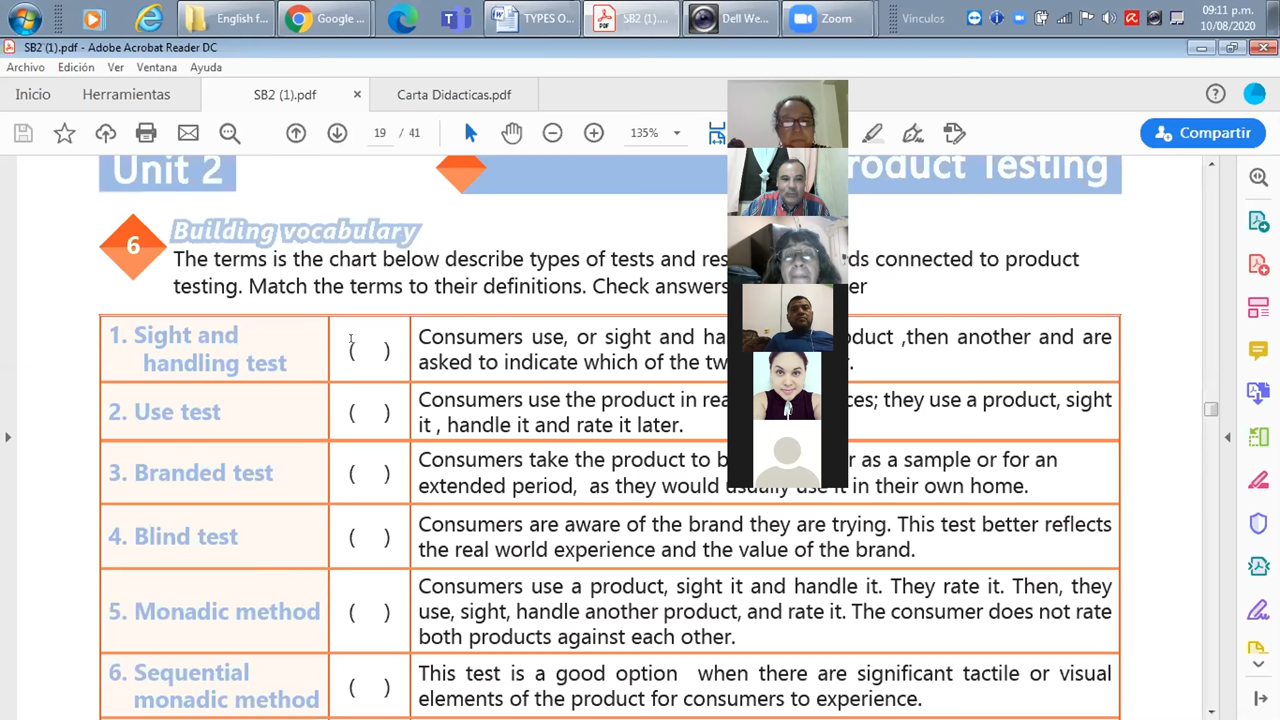 English f...
Google ...
TYPES O...
SB2 (1)....
Dell We...
Zoom
Vínculos
09:11 p.m.
10/08/2020
SB2 (1).pdf - Adobe Acrobat Reader DC
Archivo Edición Ver Ventana Ayuda
Inicio Herramientas SB2 (1).pdf × Carta Didacticas.pdf
19 / 41 135% Compartir
Unit 2 roduct Testing
6 Building vocabulary
The terms is the chart below describe types of tests and res ds connected to product
testing. Match the terms to their definitions. Check answers er
1. Sight and
handling test
( )
Consumers use, or sight and ha oduct ,then another and are
asked to indicate which of the tw r.
2. Use test
( )
Consumers use the product in rea ces; they use a product, sight
it , handle it and rate it later.
3. Branded test
( )
Consumers take the product to b r as a sample or for an
extended period, as they would usually use it in their own home.
4. Blind test
( )
Consumers are aware of the brand they are trying. This test better reflects
the real world experience and the value of the brand.
5. Monadic method
( )
Consumers use a product, sight it and handle it. They rate it. Then, they
use, sight, handle another product, and rate it. The consumer does not rate
both products against each other.
6. Sequential
monadic method
( )
This test is a good option when there are significant tactile or visual
elements of the product for consumers to experience.